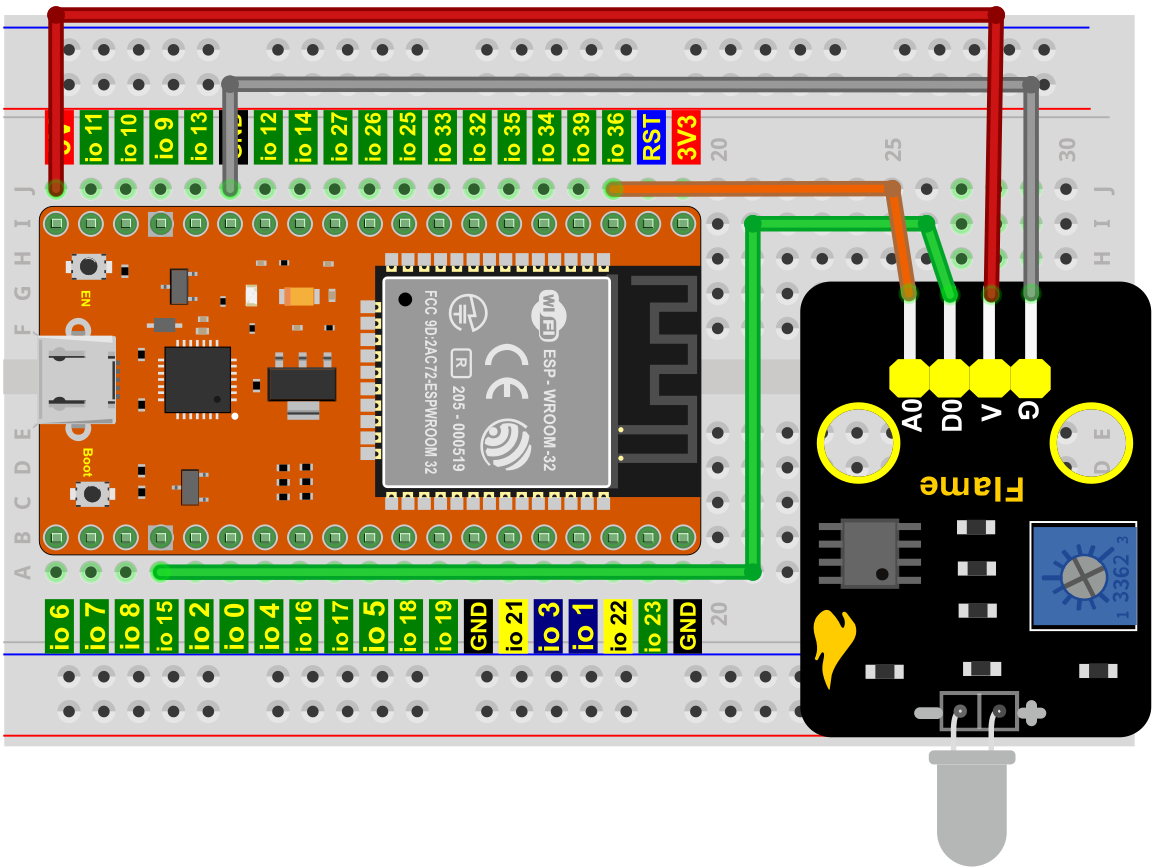 io 11
io 10
io 9
io 13
GND
io 12
io 14
io 27
io 26
io 25
io 33
io 32
io 35
io 34
io 39
io 36
RST
3V3
20
25
30
J
I
H
G
F
E
D
C
B
A
J
I
H
E
D
EN
Boot
FCC 9D:2AC72-ESPWROOM 32
R
205 - 000519
CE
WiFi
ESP - WROOM -32
A0
D0
V
G
Flame
1 3362 3
io 6
io 7
io 8
io 15
io 2
io 0
io 4
io 16
io 17
io 5
io 18
io 19
GND
io 21
io 3
io 1
io 22
io 23
GND
20